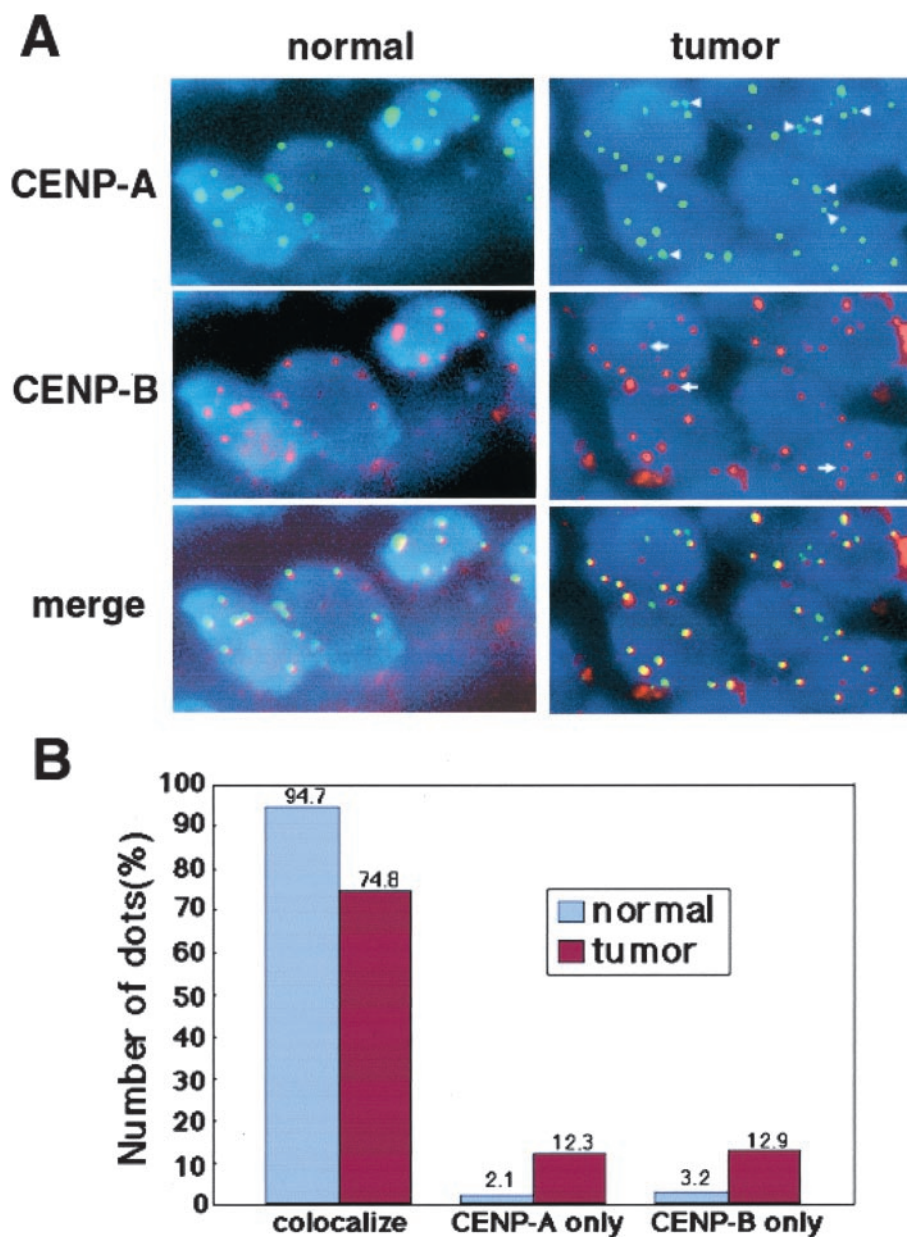 A
normal
tumor
CENP-A
CENP-B
merge
B
Number of dots(%)
100
90
80
70
60
50
40
30
20
10
0
94.7
74.8
2.1
12.3
3.2
12.9
normal
tumor
colocalize
CENP-A only
CENP-B only